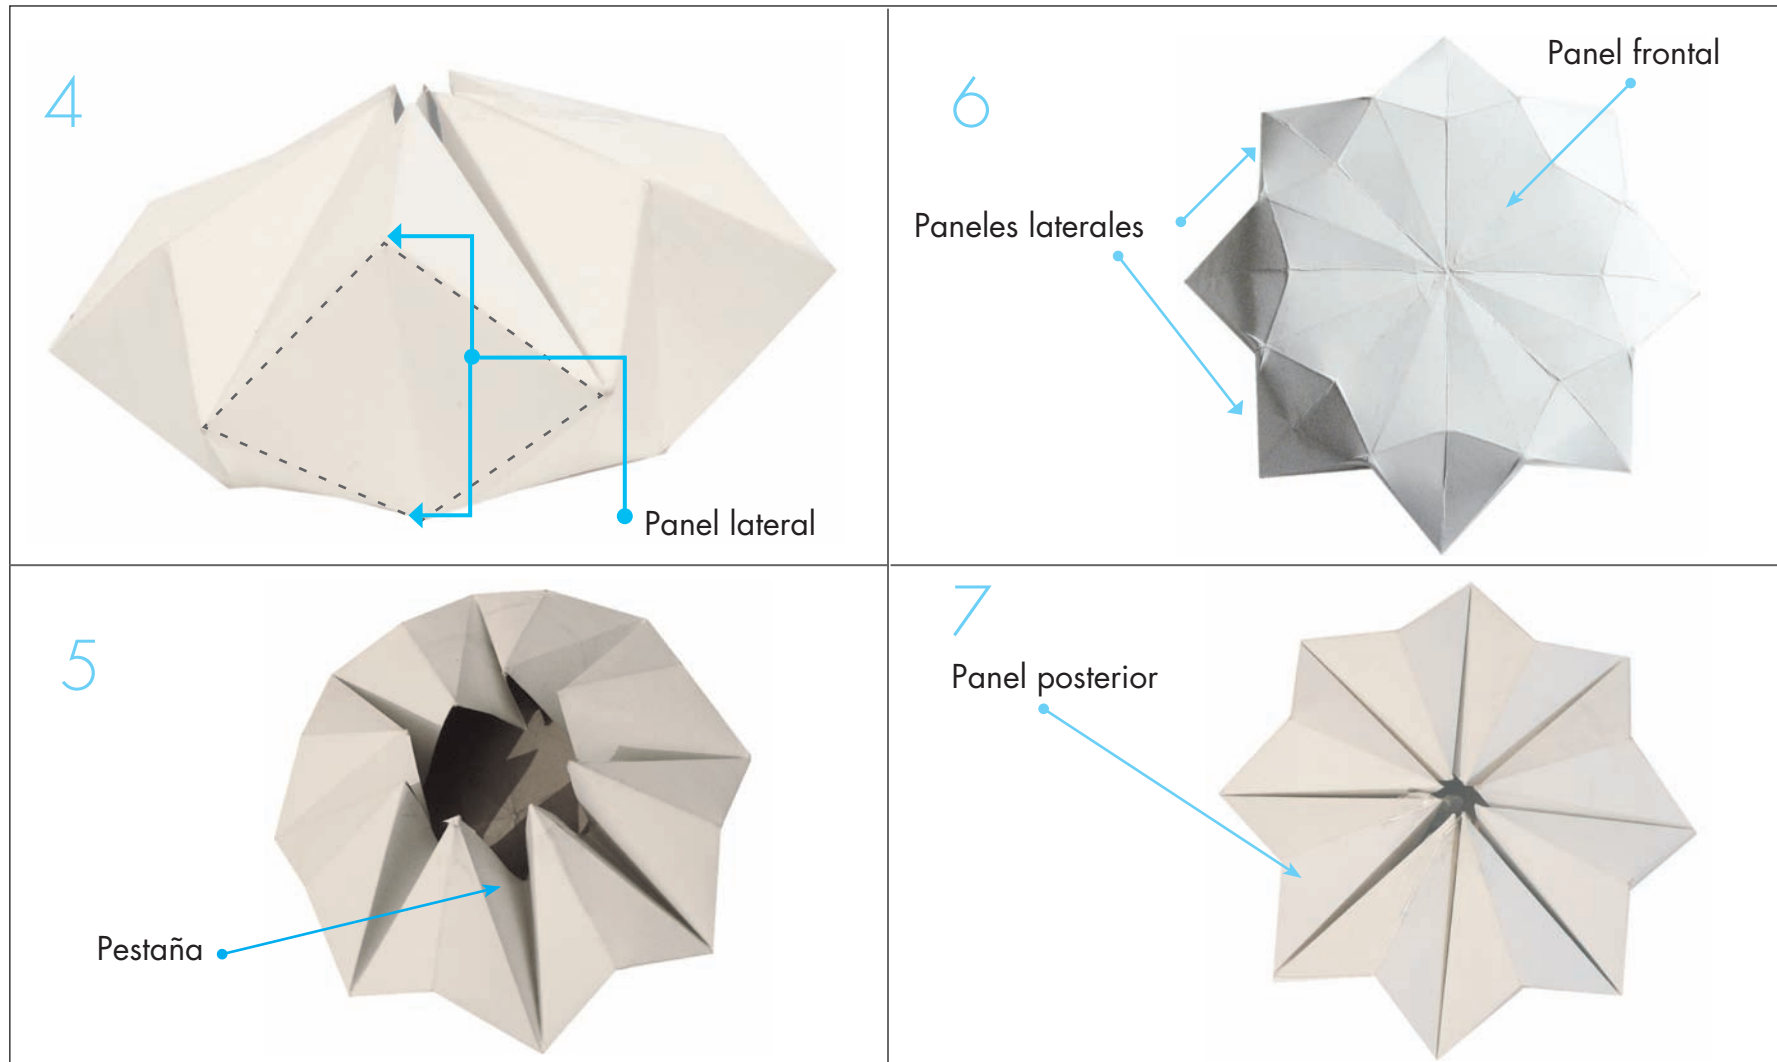 4
Panel lateral
5
Pestaña
6
Panel frontal
Paneles laterales
7
Panel posterior